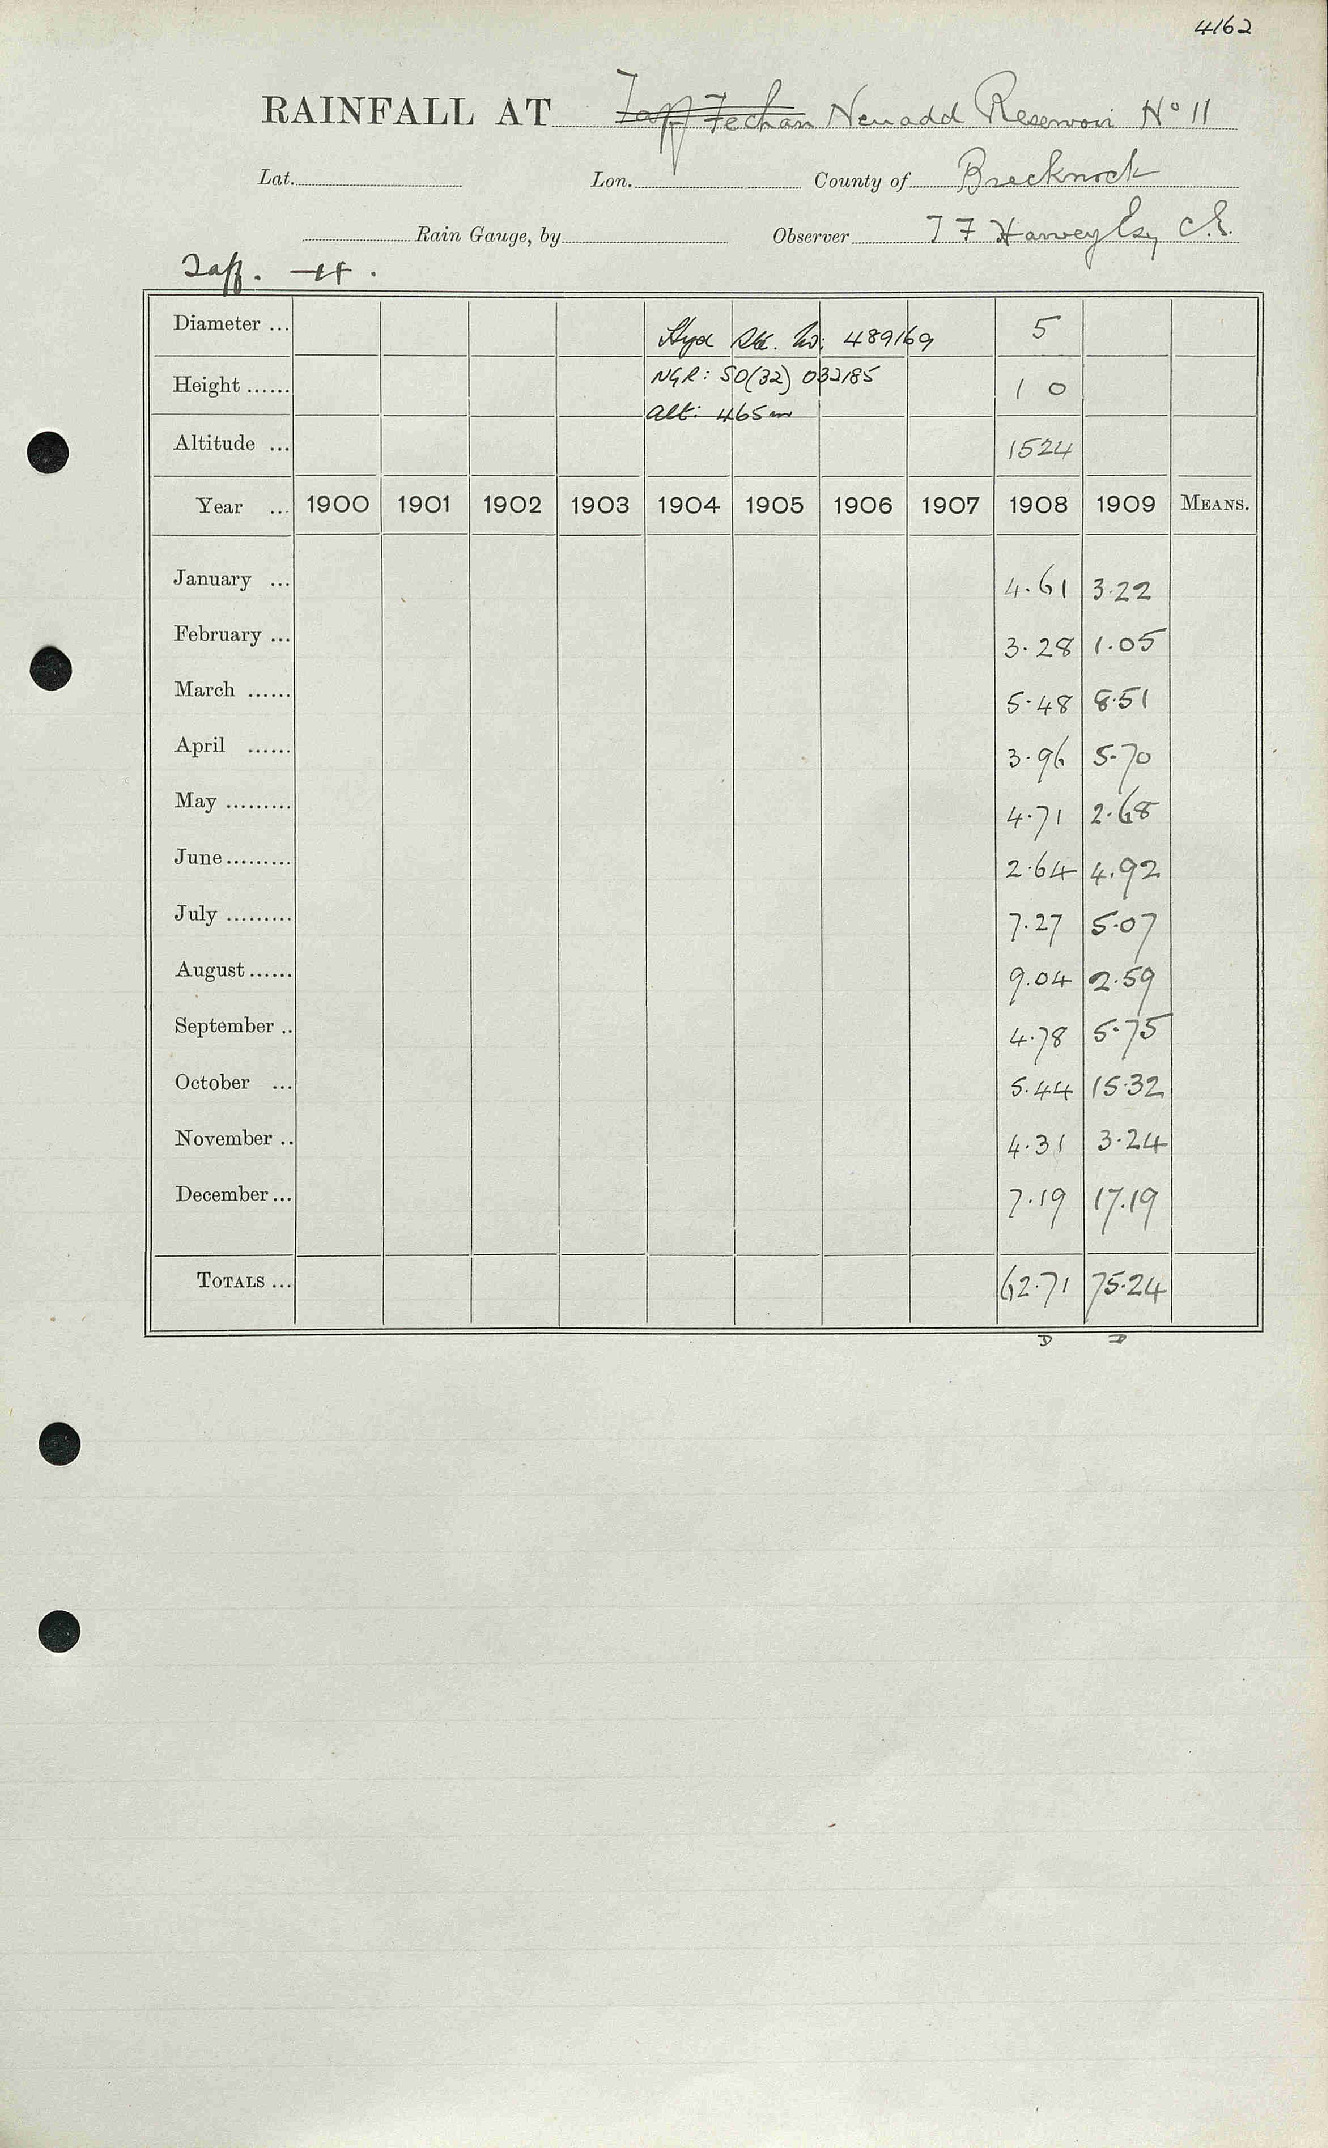 4162
RAINFALL AT Taff Fechan Neuadd Reservoir No 11
Lat. Lon. County of Brecknock
Rain Gauge, by Observer T F Harvey Esq C.E.
Taff. H.
Diameter ... Hyd Stn. No: 489169 5
NGR: SO(32) 032185
Height ...... 1 0
Alt: 465m
Altitude ... 1524
Year ... 1900 1901 1902 1903 1904 1905 1906 1907 1908 1909 MEANS.
January ... 4.61 3.22
February ... 3.28 1.05
March ...... 5.48 8.51
April ...... 3.96 5.70
May ......... 4.71 2.68
June ......... 2.64 4.92
July ......... 7.27 5.07
August ...... 9.04 2.59
September .. 4.78 5.75
October ... 5.44 15.32
November .. 4.31 3.24
December ... 7.19 17.19
TOTALS ... 62.71 75.24
D D